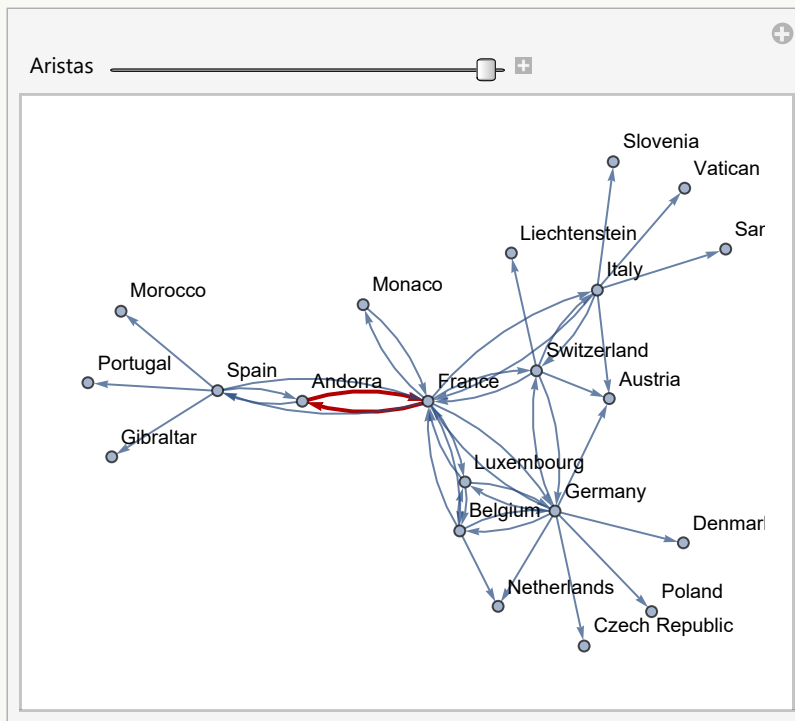 Aristas
Slovenia
Vatican
Liechtenstein
Sar
Italy
Monaco
Morocco
Switzerland
Portugal
Spain
Andorra
France
Austria
Gibraltar
Luxembourg
Germany
Belgium
Denmar
Netherlands
Poland
Czech Republic